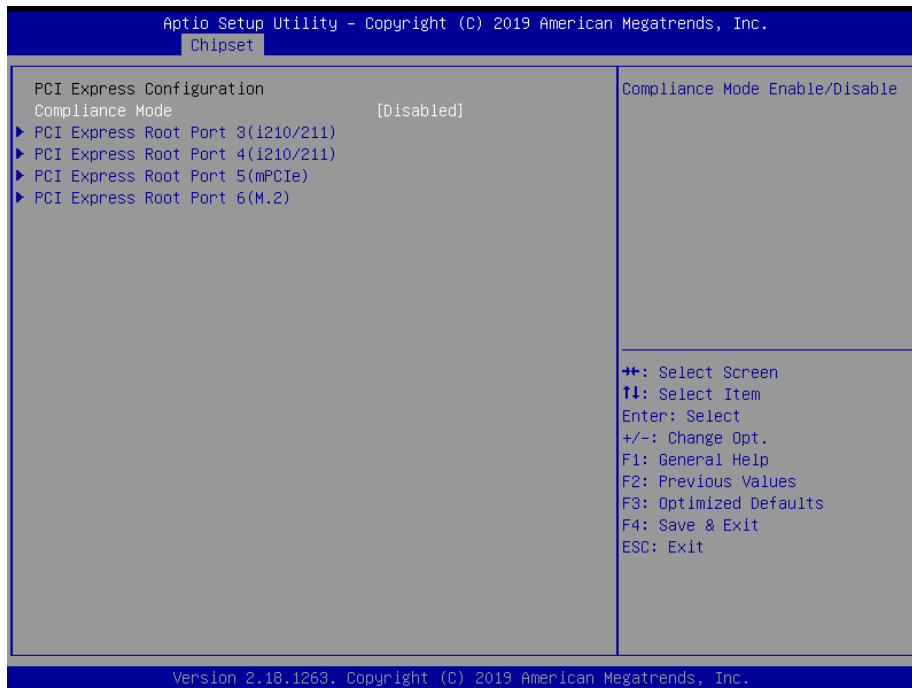 Aptio Setup Utility – Copyright (C) 2019 American Megatrends, Inc.
Chipset
PCI Express Configuration
Compliance Mode [Disabled]
PCI Express Root Port 3(i210/211)
PCI Express Root Port 4(i210/211)
PCI Express Root Port 5(mPCIe)
PCI Express Root Port 6(M.2)
Compliance Mode Enable/Disable
→←: Select Screen
↑↓: Select Item
Enter: Select
+/-: Change Opt.
F1: General Help
F2: Previous Values
F3: Optimized Defaults
F4: Save & Exit
ESC: Exit
Version 2.18.1263. Copyright (C) 2019 American Megatrends, Inc.